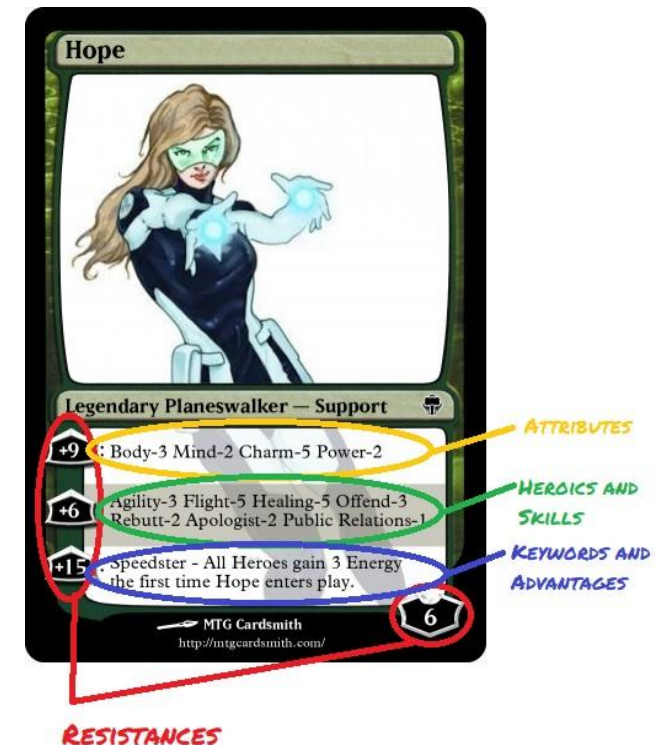 Hope
Legendary Planeswalker — Support
ATTRIBUTES
+9 : Body-3 Mind-2 Charm-5 Power-2
HEROICS AND
SKILLS
+6 Agility-3 Flight-5 Healing-5 Offend-3
Rebutt-2 Apologist-2 Public Relations-1
KEYWORDS AND
ADVANTAGES
+15 : Speedster - All Heroes gain 3 Energy
the first time Hope enters play.
6
MTG Cardsmith
http://mtgcardsmith.com/
RESISTANCES